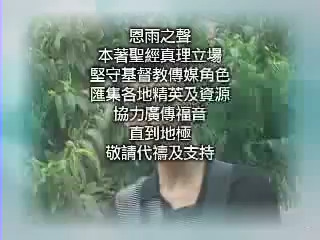 恩雨之聲
本著聖經真理立場
堅守基督教傳媒角色
匯集各地精英及資源
協力廣傳福音
直到地極
敬請代禱及支持